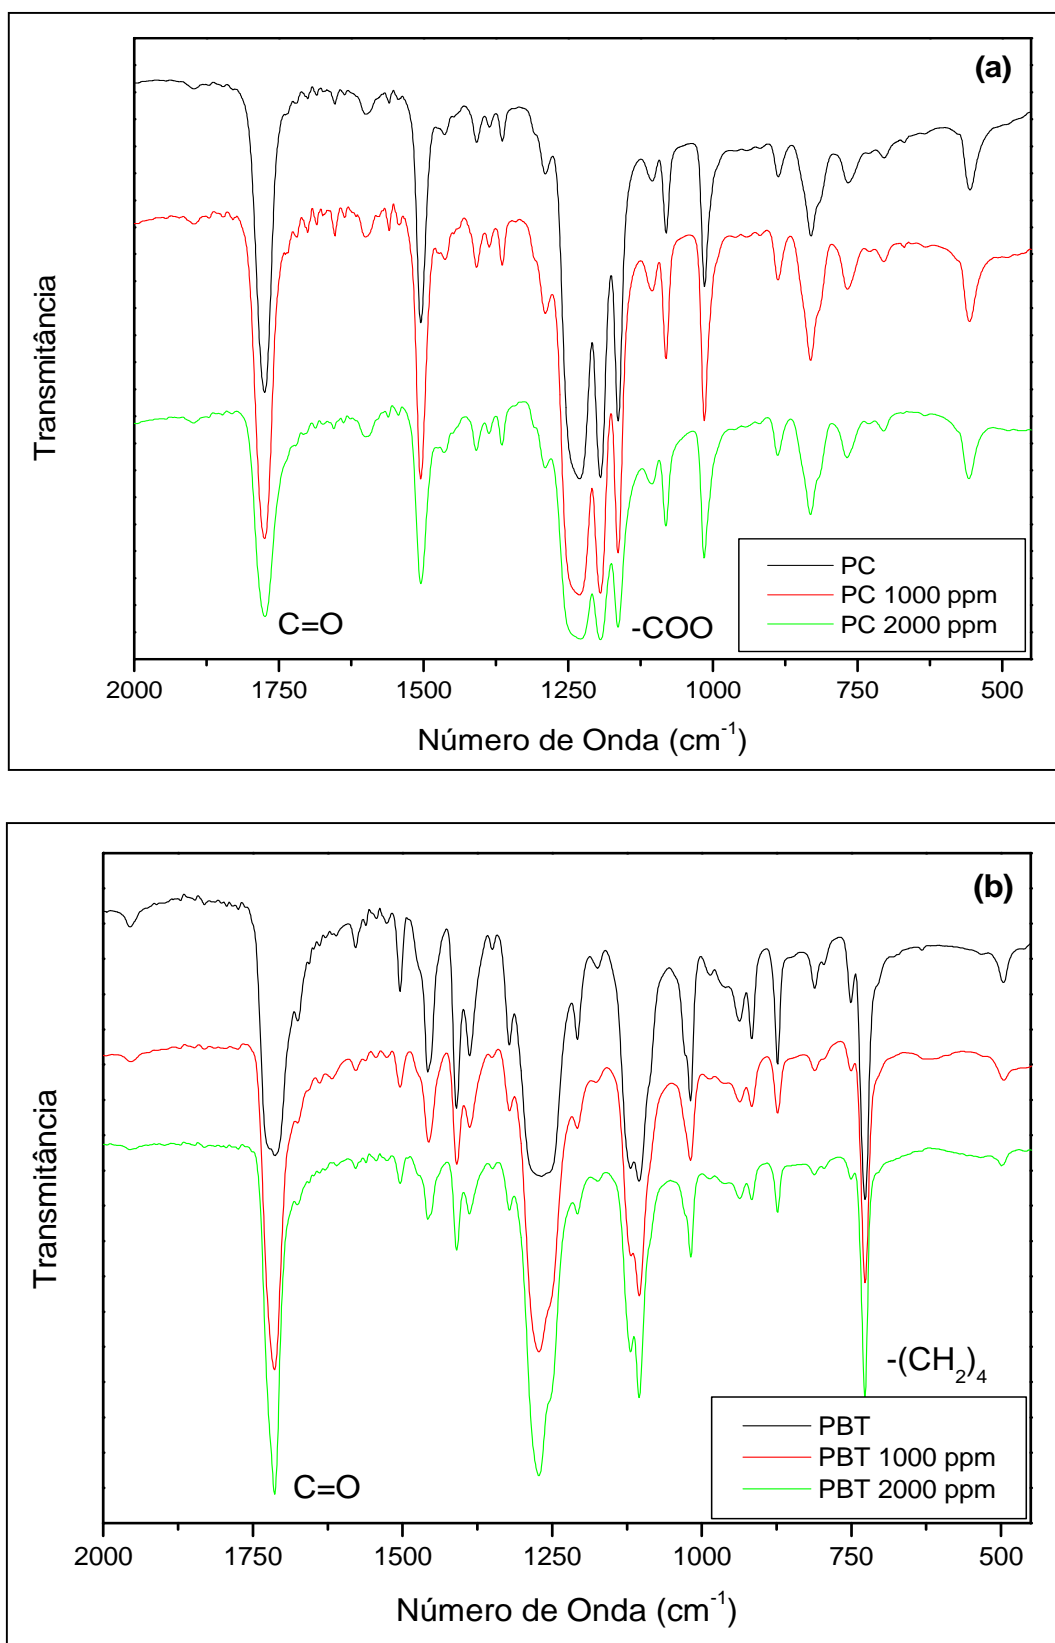 (a)
Transmitância
C=O
-COO
PC
PC 1000 ppm
PC 2000 ppm
2000 1750 1500 1250 1000 750 500
Número de Onda (cm⁻¹)
(b)
Transmitância
C=O
-(CH₂)₄
PBT
PBT 1000 ppm
PBT 2000 ppm
2000 1750 1500 1250 1000 750 500
Número de Onda (cm⁻¹)